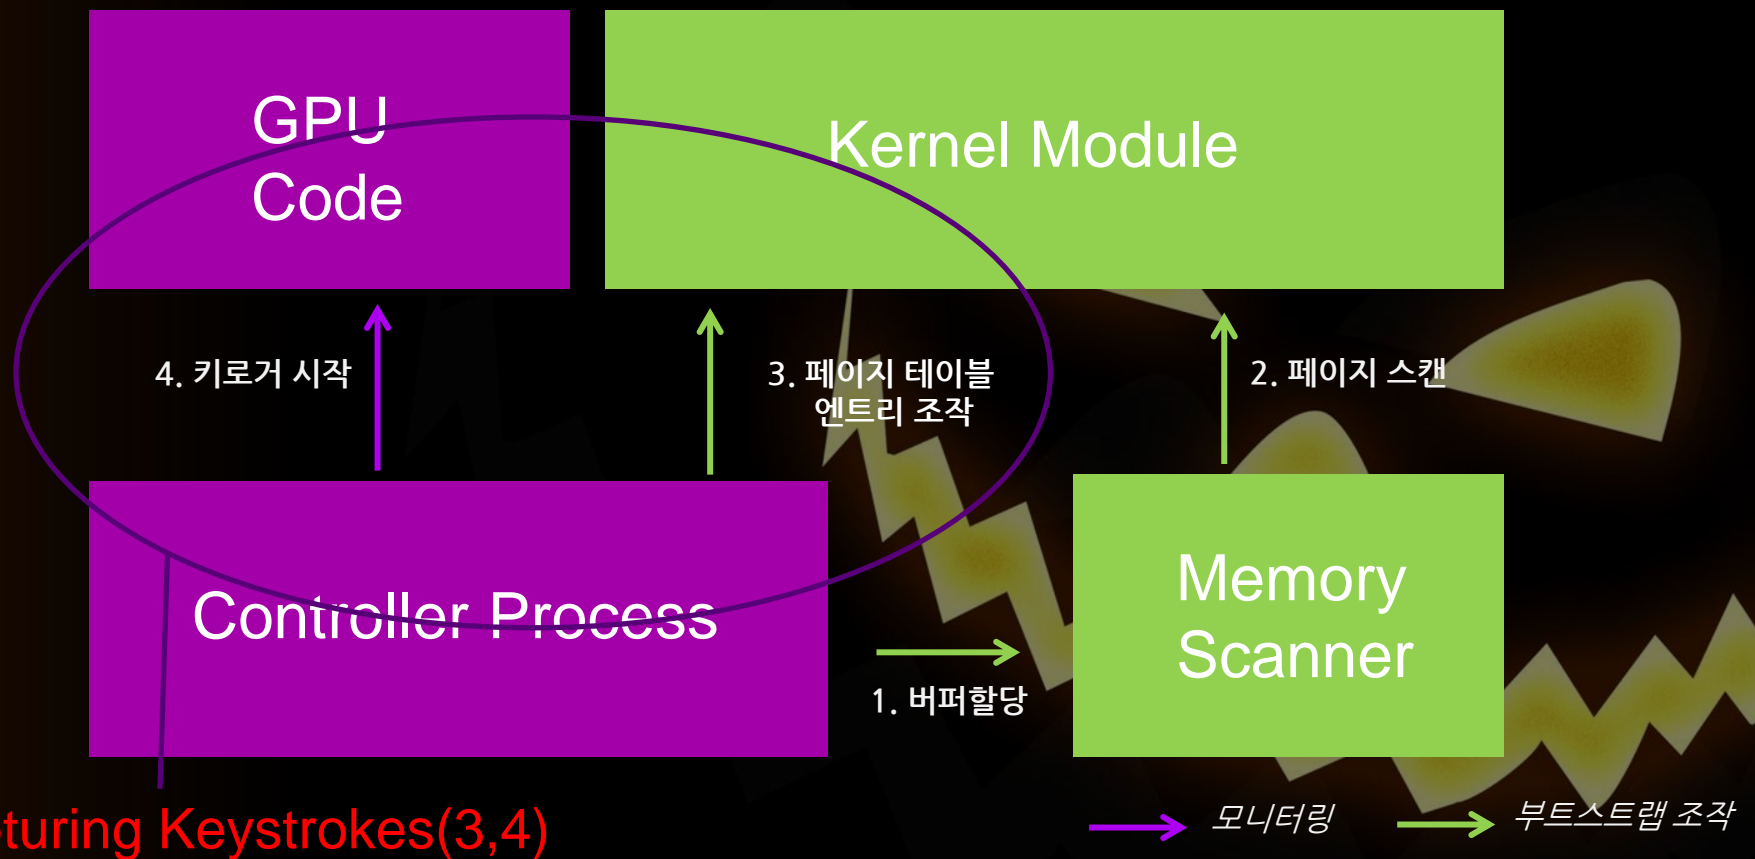 GPU
Code
Kernel Module
4. 키로거 시작
3. 페이지 테이블
엔트리 조작
2. 페이지 스캔
Controller Process
Memory
Scanner
1. 버퍼할당
turing Keystrokes(3,4)
모니터링
부트스트랩 조작